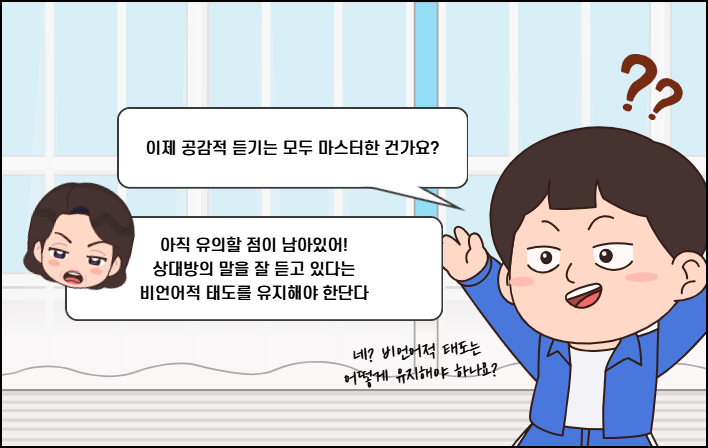 ??
이제 공감적 듣기는 모두 마스터한 건가요?
아직 유의할 점이 남아있어!
상대방의 말을 잘 듣고 있다는
비언어적 태도를 유지해야 한단다
네? 비언어적 태도는
어떻게 유지해야 하나요?